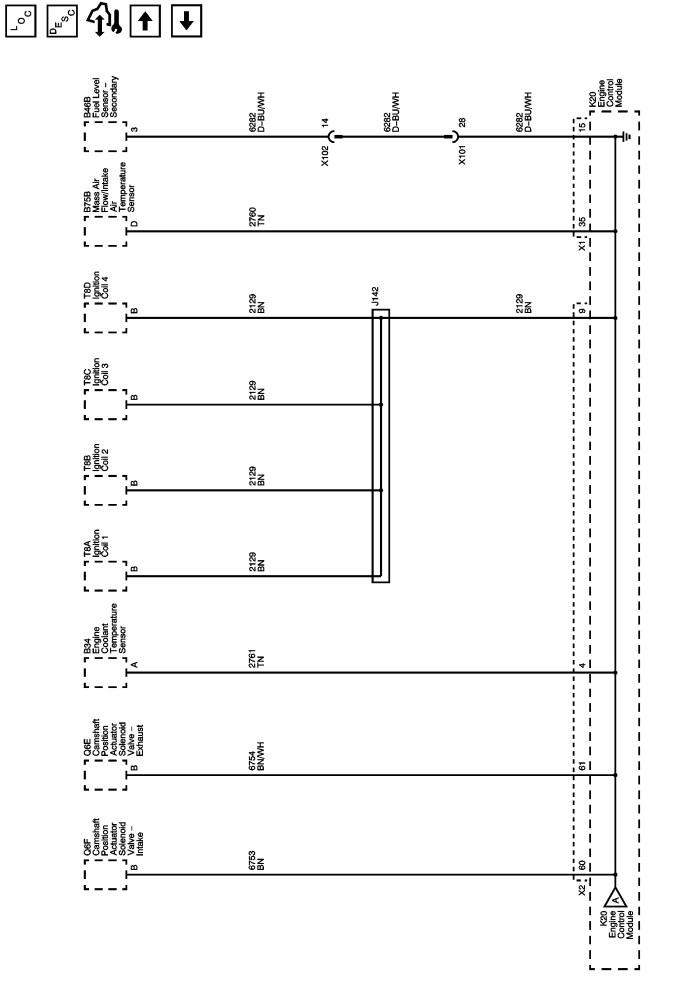 LOC
DESC
B46B
Fuel Level
Sensor –
Secondary
3
6282
D–BU/WH
14
X102
6282
D–BU/WH
28
X101
6282
D–BU/WH
15
K20
Engine
Control
Module
B75B
Mass Air
Flow/Intake
Air
Temperature
Sensor
D
2760
TN
35
X1
T8D
Ignition
Coil 4
B
2129
BN
J142
2129
BN
9
T8C
Ignition
Coil 3
B
2129
BN
T8B
Ignition
Coil 2
B
2129
BN
T8A
Ignition
Coil 1
B
2129
BN
B34
Engine
Coolant
Temperature
Sensor
A
2761
TN
4
Q6E
Camshaft
Position
Actuator
Solenoid
Valve –
Exhaust
B
6754
BN/WH
61
Q6F
Camshaft
Position
Actuator
Solenoid
Valve –
Intake
B
6753
BN
60
X2
A
K20
Engine
Control
Module